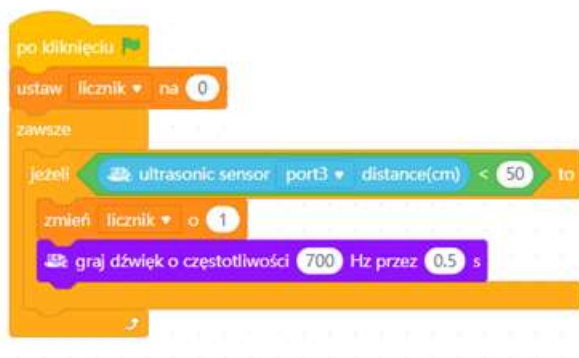 po kliknięciu
ustaw licznik na 0
zawsze
jeżeli ultrasonic sensor port3 distance(cm) < 50 to
zmień licznik o 1
graj dźwięk o częstotliwości 700 Hz przez 0.5 s